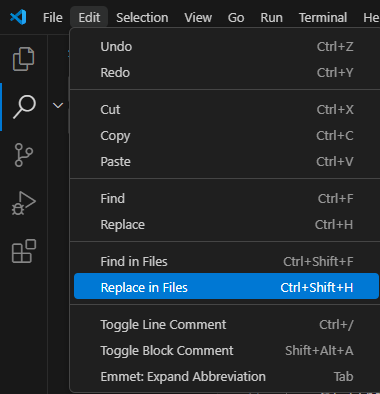 File Edit Selection View Go Run Terminal
Undo Ctrl+Z
Redo Ctrl+Y
Cut Ctrl+X
Copy Ctrl+C
Paste Ctrl+V
Find Ctrl+F
Replace Ctrl+H
Find in Files Ctrl+Shift+F
Replace in Files Ctrl+Shift+H
Toggle Line Comment Ctrl+/
Toggle Block Comment Shift+Alt+A
Emmet: Expand Abbreviation Tab